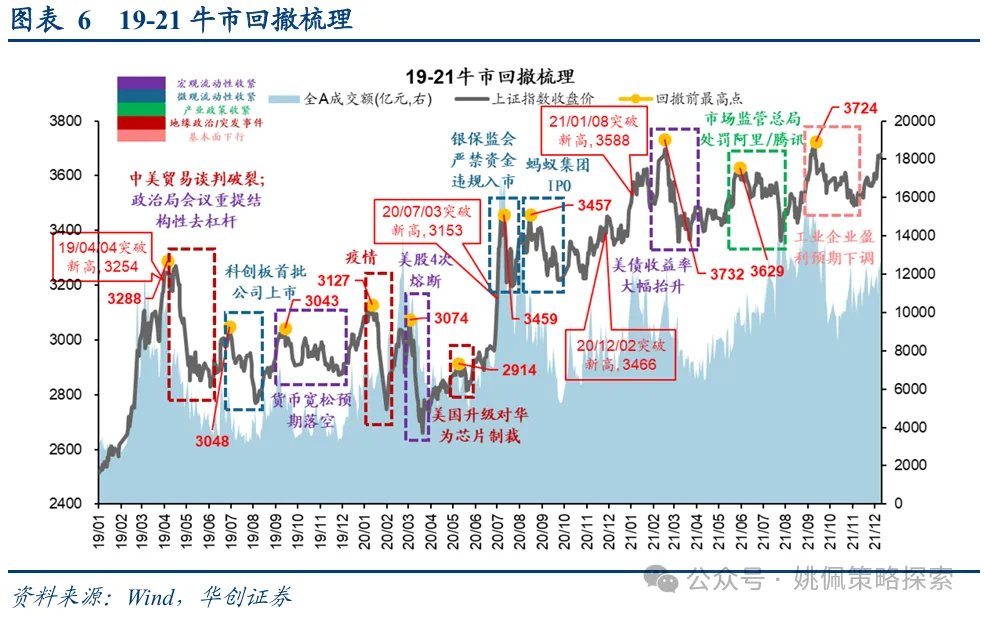 图表 6 19-21 牛市回撤梳理
19-21牛市回撤梳理
宏观流动性收紧
微观流动性收紧
产业政策收紧
地缘政治/突发事件
基本面下行
全A成交额(亿元,右)
上证指数收盘价
回撤前最高点
3800
3600
3400
3200
3000
2800
2600
2400
20000
18000
16000
14000
12000
10000
8000
6000
4000
2000
0
中美贸易谈判破裂;
政治局会议重提结
构性去杠杆
19/04/04突破
新高,3254
3288
科创板首批
公司上市
3048
3043
货币宽松预
期落空
疫情
3127
美股4次
熔断
3074
2914
美国升级对华
为芯片制裁
20/07/03突破
新高,3153
银保监会
严禁资金
违规入市
3459
蚂蚁集团
IPO
3457
20/12/02突破
新高,3466
21/01/08突破
新高,3588
美债收益率
大幅抬升
3732
市场监管总局
处罚阿里/腾讯
3629
3724
工业企业盈
利预期下调
19/01
19/02
19/03
19/04
19/05
19/06
19/07
19/08
19/09
19/10
19/11
19/12
20/01
20/02
20/03
20/04
20/05
20/06
20/07
20/08
20/09
20/10
20/11
20/12
21/01
21/02
21/03
21/04
21/05
21/06
21/07
21/08
21/09
21/10
21/11
21/12
资料来源：Wind，华创证券
公众号·姚佩策略探索